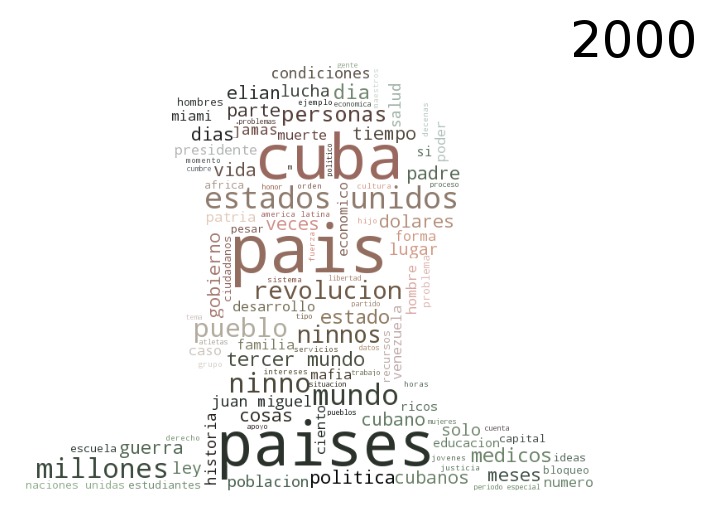 2000
gente
condiciones
elian lucha dia salud maestros
hombres ejemplo economica
miami parte personas decenas
problemas
dias jamas muerte tiempo poder
presidente cuba politico si
momento
cumbre vida m padre
africa honor orden cultura proceso
estados unidos
patria america latina hijo dolares
pesar veces economico forma
gobierno ciudadanos pais fuerza lugar
sistema libertad hombre problema
revolucion
desarrollo partido
tema tipo estado venezuela
pueblo ninnos
atletas familia servicios datos recursos
caso tercer mundo
grupo intereses mafia trabajo
ninno situacion horas
juan miguel mundo
cosas pueblos ricos
historia apoyo ciento cubano mujeres
paises solo cuenta
derecho educacion capital
escuela guerra jovenes medicos ideas
millones ley justicia bloqueo
politica cubanos meses
naciones unidas estudiantes poblacion periodo especial numero